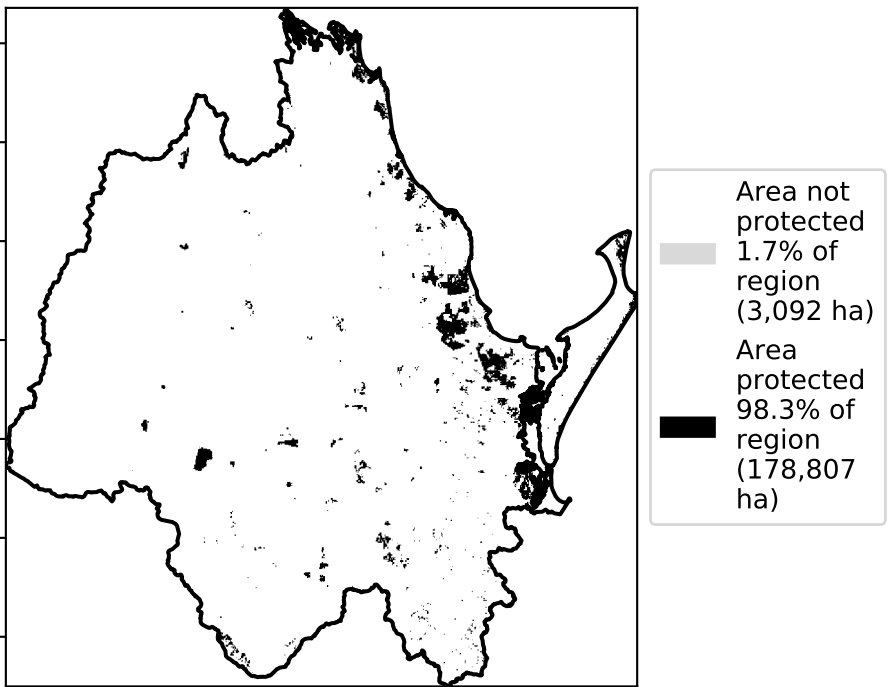 Area not
protected
1.7% of
region
(3,092 ha)
Area
protected
98.3% of
region
(178,807
ha)